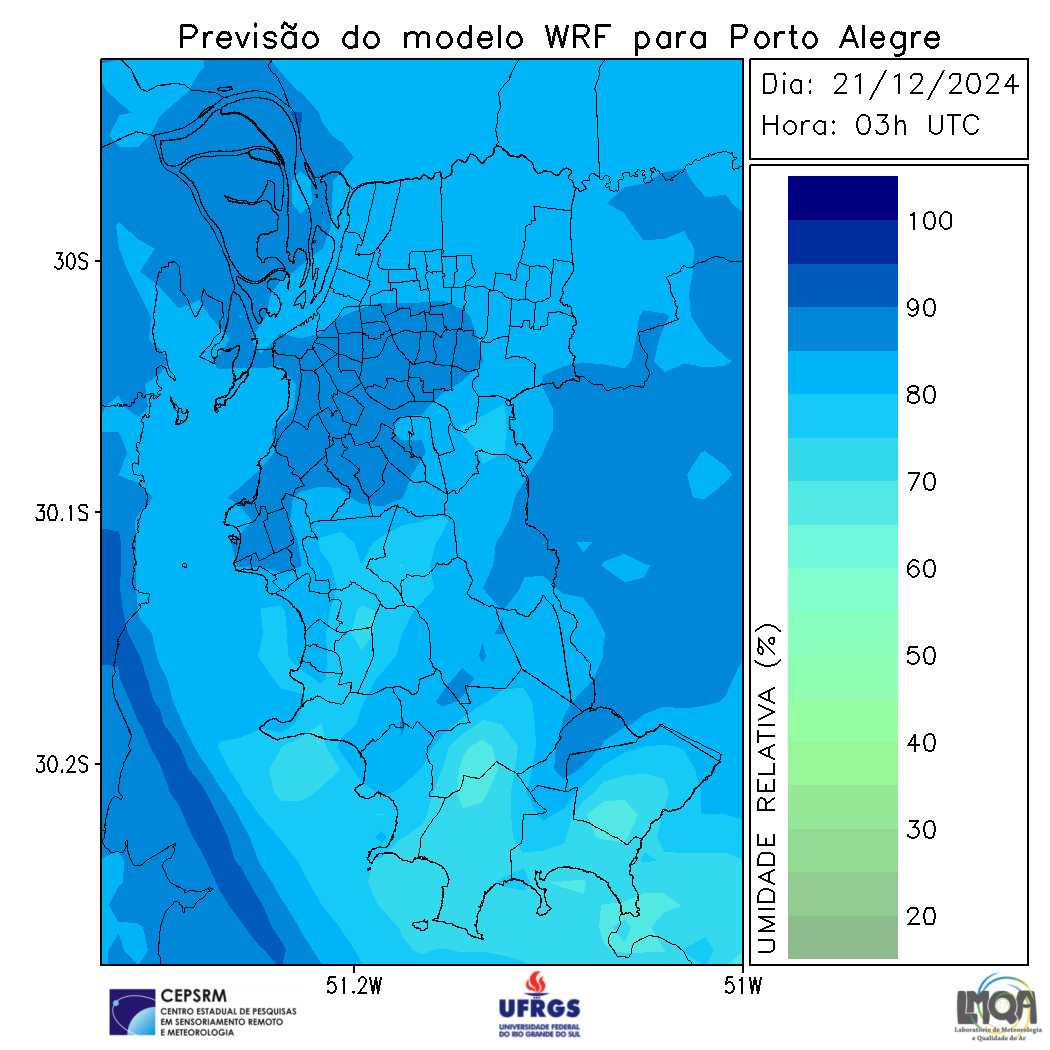 Previsão do modelo WRF para Porto Alegre
Dia: 21/12/2024
Hora: 03h UTC
30S
30.1S
30.2S
51.2W
51W
100
90
80
70
60
50
40
30
20
UMIDADE RELATIVA (%)
CEPSRM
CENTRO ESTADUAL DE PESQUISAS
EM SENSORIAMENTO REMOTO
E METEOROLOGIA
UFRGS
UNIVERSIDADE FEDERAL
DO RIO GRANDE DO SUL
LMQA
Laboratório de Meteorologia
e Qualidade do Ar